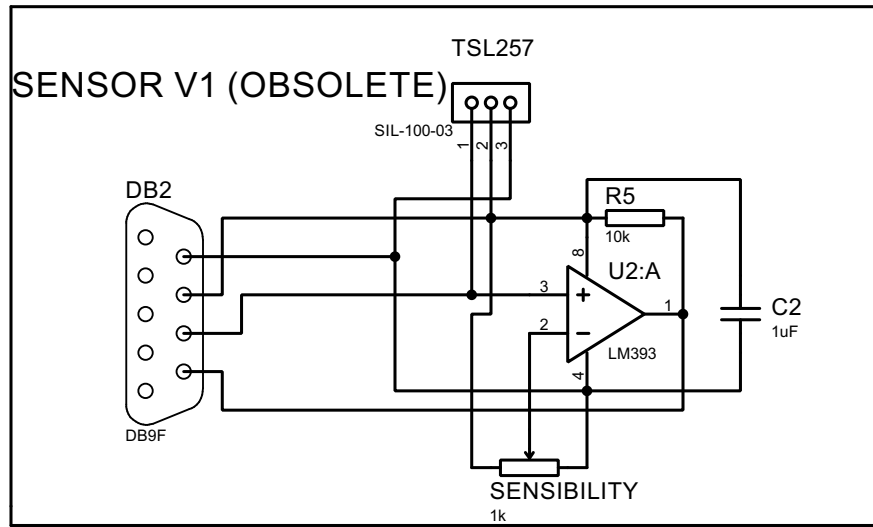 TSL257
SENSOR V1 (OBSOLETE)
SIL-100-03
1
2
3
DB2
R5
10k
8
U2:A
3
+
1
C2
2
−
1uF
LM393
4
DB9F
SENSIBILITY
1k